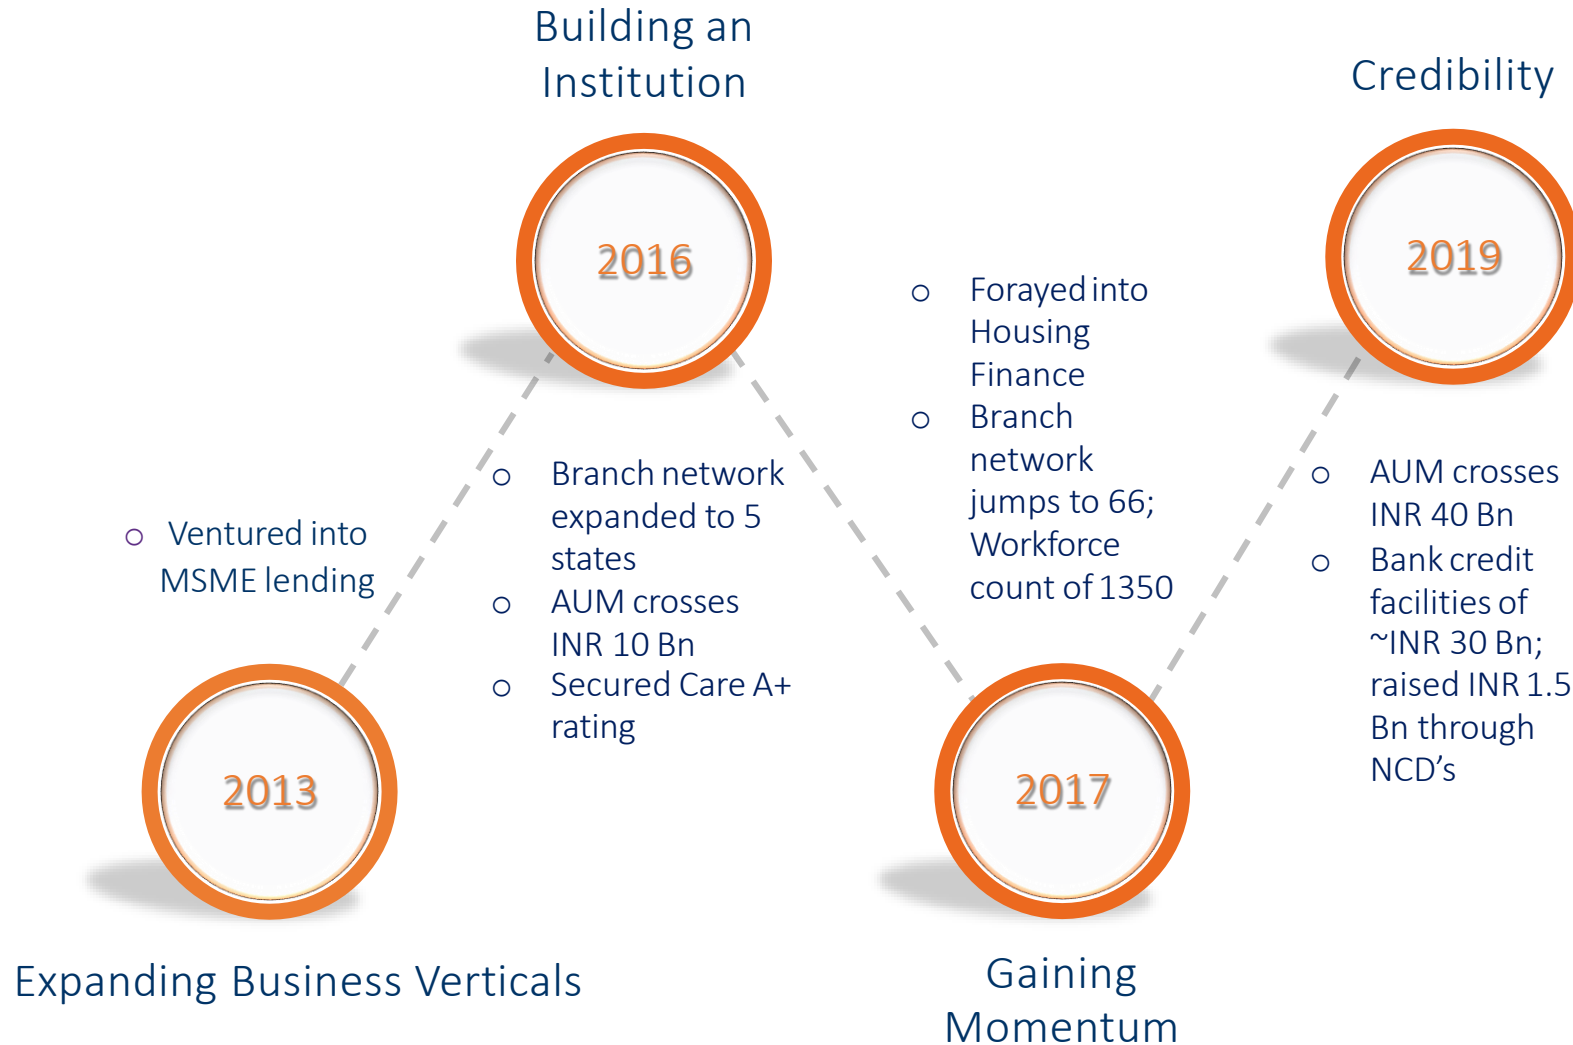 Building an
Institution
2016
○ Branch network
expanded to 5
states
○ AUM crosses
INR 10 Bn
○ Secured Care A+
rating
○ Ventured into
MSME lending
2013
Expanding Business Verticals
○ Forayed into
Housing
Finance
○ Branch
network
jumps to 66;
Workforce
count of 1350
2017
Gaining
Momentum
Credibility
2019
○ AUM crosses
INR 40 Bn
○ Bank credit
facilities of
~INR 30 Bn;
raised INR 1.5
Bn through
NCD’s